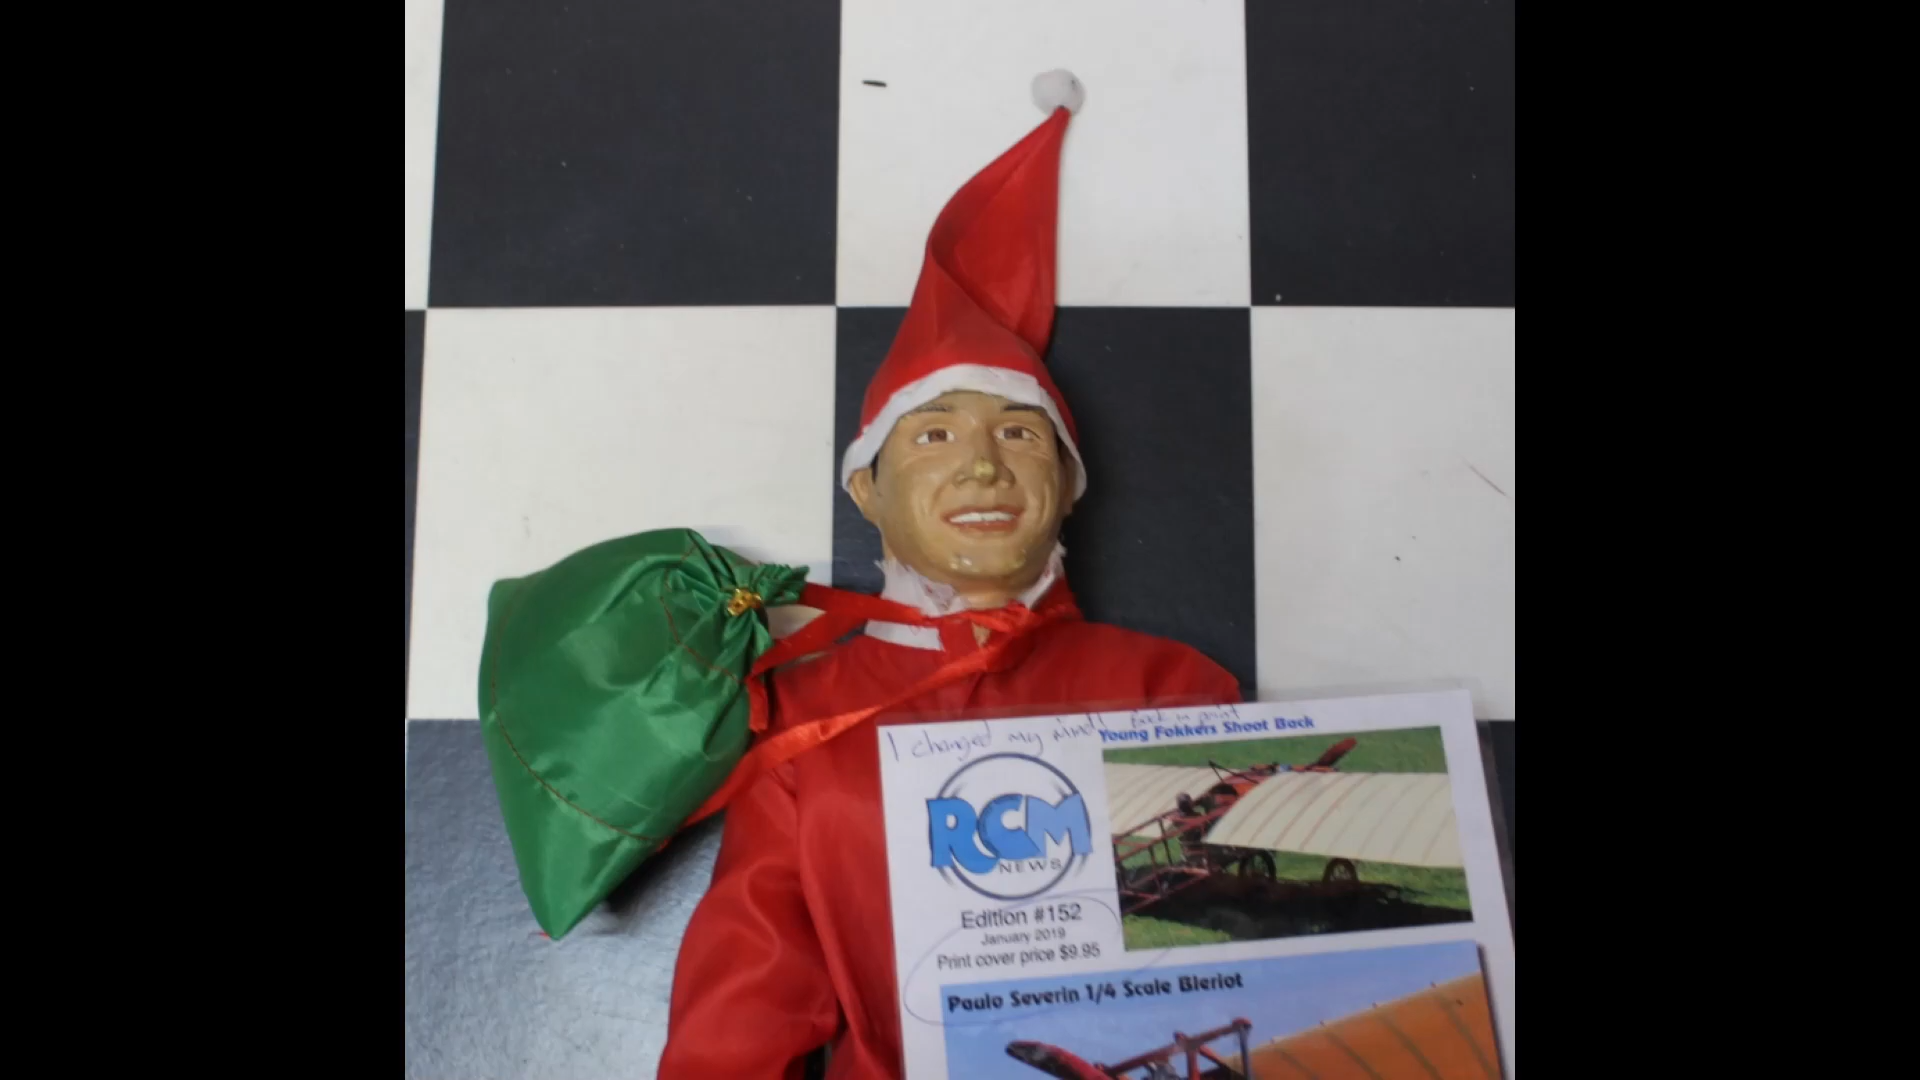 I changed my mind! Back in print
Young Fokkers Shoot Back
RCM
NEWS
Edition #152
January 2019
Print cover price $9.95
Paulo Severin 1/4 Scale Bleriot